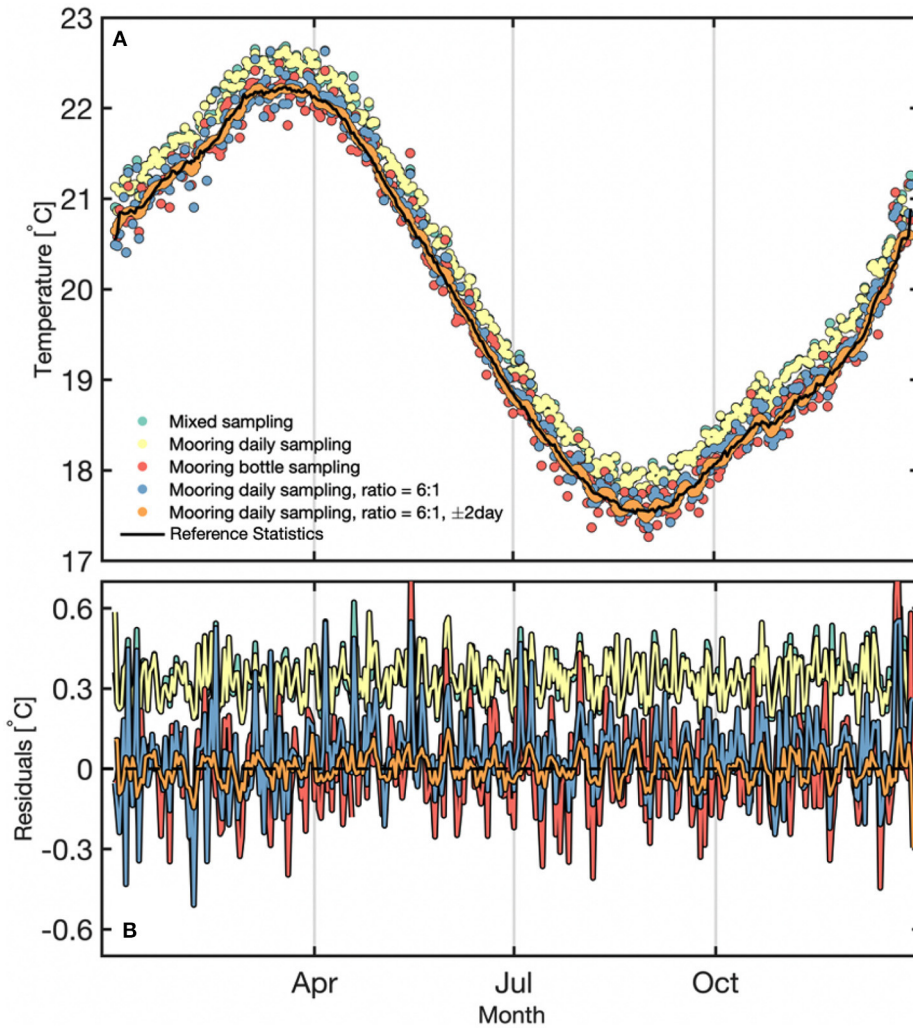 A
23
22
21
20
19
18
17
Temperature [°C]
Mixed sampling
Mooring daily sampling
Mooring bottle sampling
Mooring daily sampling, ratio = 6:1
Mooring daily sampling, ratio = 6:1, ±2day
Reference Statistics
0.6
0.3
0
-0.3
-0.6
Residuals [°C]
B
Apr
Jul
Oct
Month